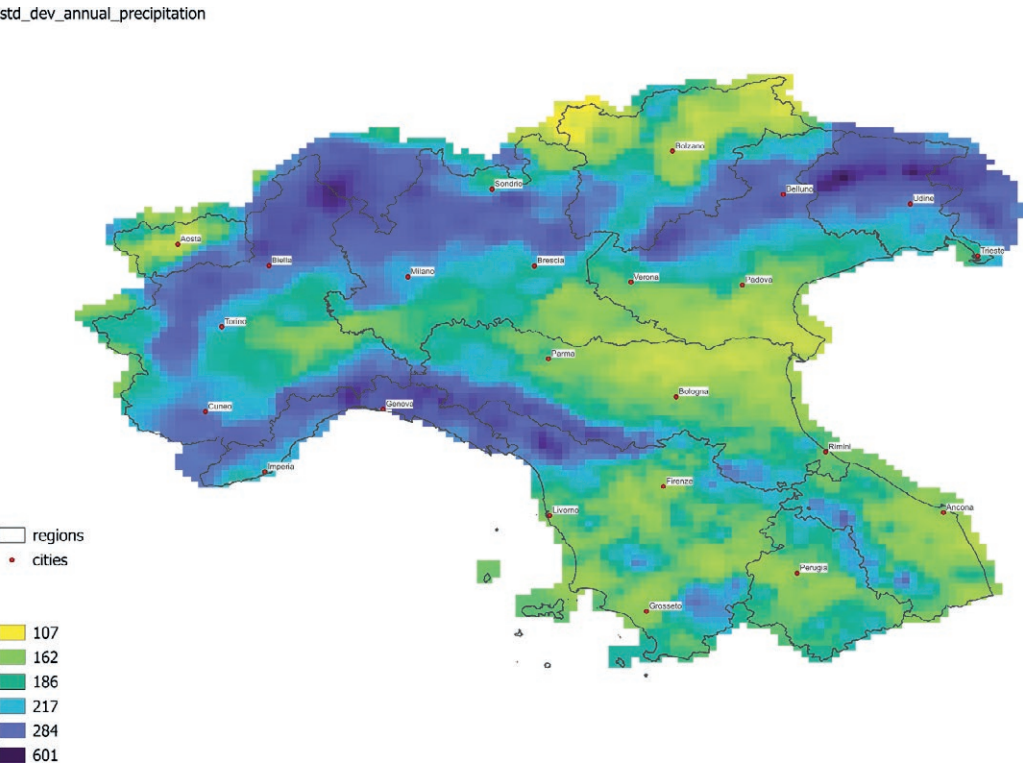 std_dev_annual_precipitation
Bolzano
Sondrio
Belluno
Udine
Aosta
Trieste
Biella
Milano
Brescia
Verona
Padova
Torino
Parma
Bologna
Cuneo
Genova
Rimini
Imperia
Firenze
Livorno
Ancona
Perugia
Grosseto
regions
cities
107
162
186
217
284
601